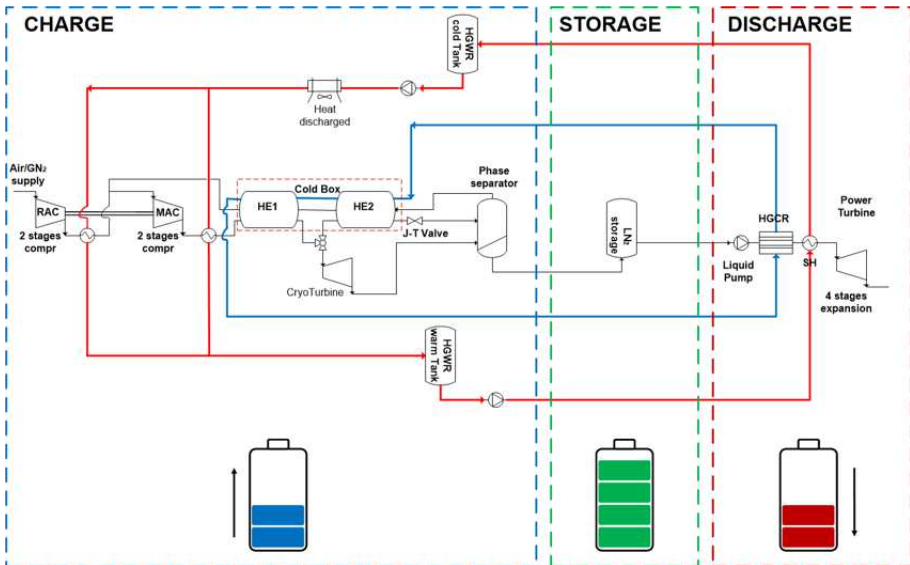 CHARGE
STORAGE
DISCHARGE
HGWR
cold Tank
Heat
discharged
Air/GN₂
supply
RAC
2 stages
compr
MAC
2 stages
compr
Cold Box
HE1
HE2
Phase
separator
J-T Valve
CryoTurbine
LN₂
storage
Liquid
Pump
HGCR
SH
Power
Turbine
4 stages
expansion
HGWR
warm Tank